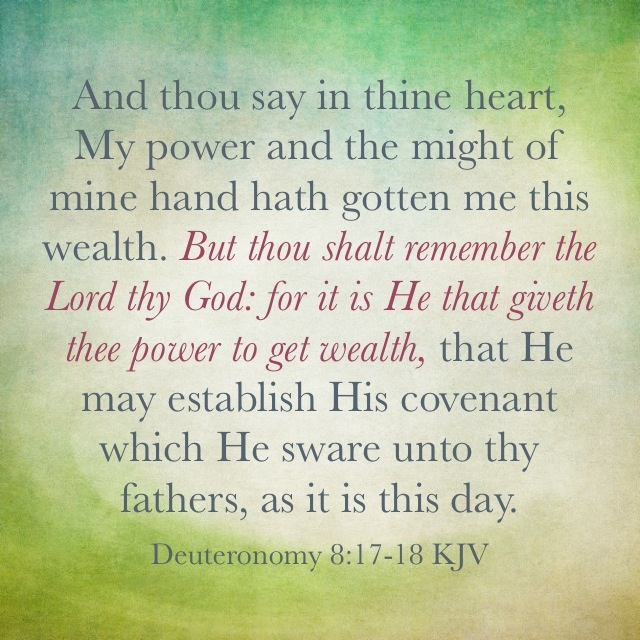 And thou say in thine heart,
My power and the might of
mine hand hath gotten me this
wealth. But thou shalt remember the
Lord thy God: for it is He that giveth
thee power to get wealth, that He
may establish His covenant
which He sware unto thy
fathers, as it is this day.
Deuteronomy 8:17-18 KJV